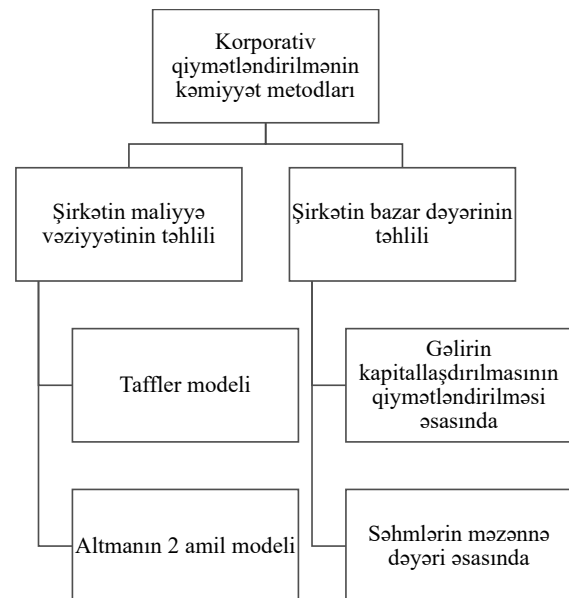 Korporativ
qiymətləndirilmənin
kəmiyyət metodları
Şirkətin maliyyə
vəziyyətinin təhlili
Şirkətin bazar dəyərinin
təhlili
Taffler modeli
Gəlirin
kapitallaşdırılmasının
qiymətləndirilməsi
əsasında
Altmanın 2 amil modeli
Səhmlərin məzənnə
dəyəri əsasında